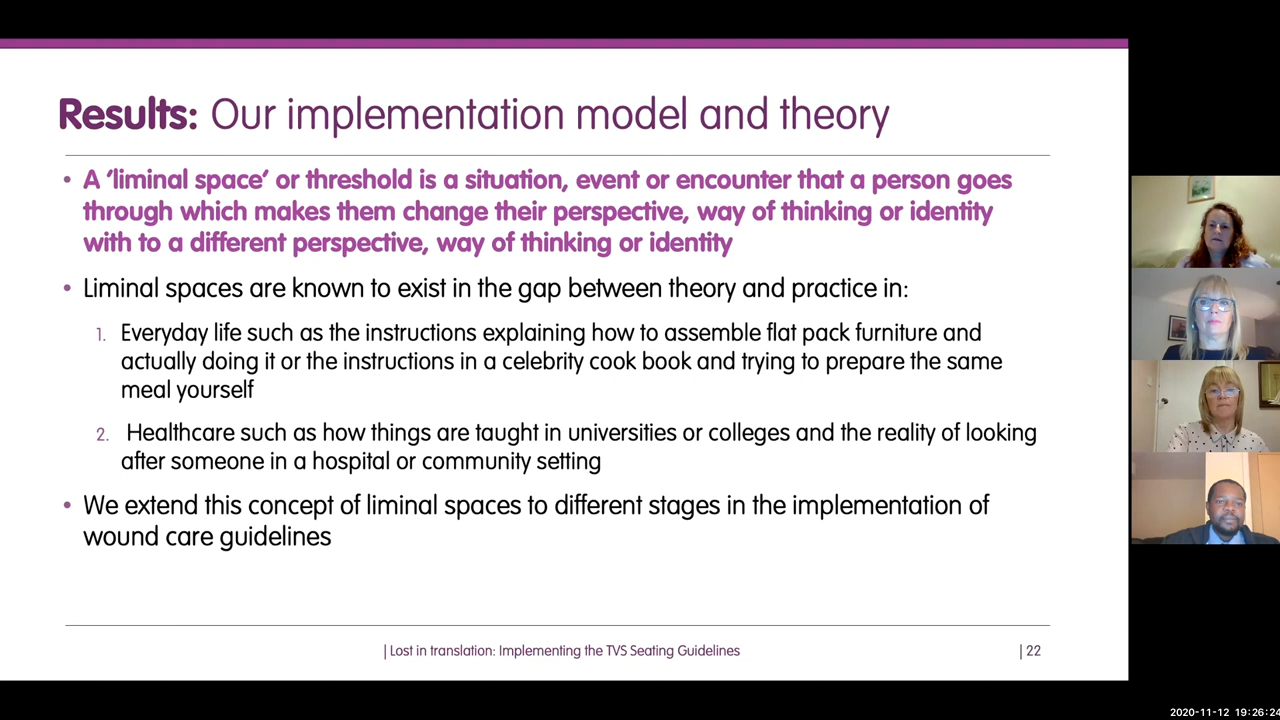 Results: Our implementation model and theory
• A ‘liminal space’ or threshold is a situation, event or encounter that a person goes
through which makes them change their perspective, way of thinking or identity
with to a different perspective, way of thinking or identity
• Liminal spaces are known to exist in the gap between theory and practice in:
1. Everyday life such as the instructions explaining how to assemble flat pack furniture and
actually doing it or the instructions in a celebrity cook book and trying to prepare the same
meal yourself
2. Healthcare such as how things are taught in universities or colleges and the reality of looking
after someone in a hospital or community setting
• We extend this concept of liminal spaces to different stages in the implementation of
wound care guidelines
| Lost in translation: Implementing the TVS Seating Guidelines
| 22
2020-11-12 19:26:24